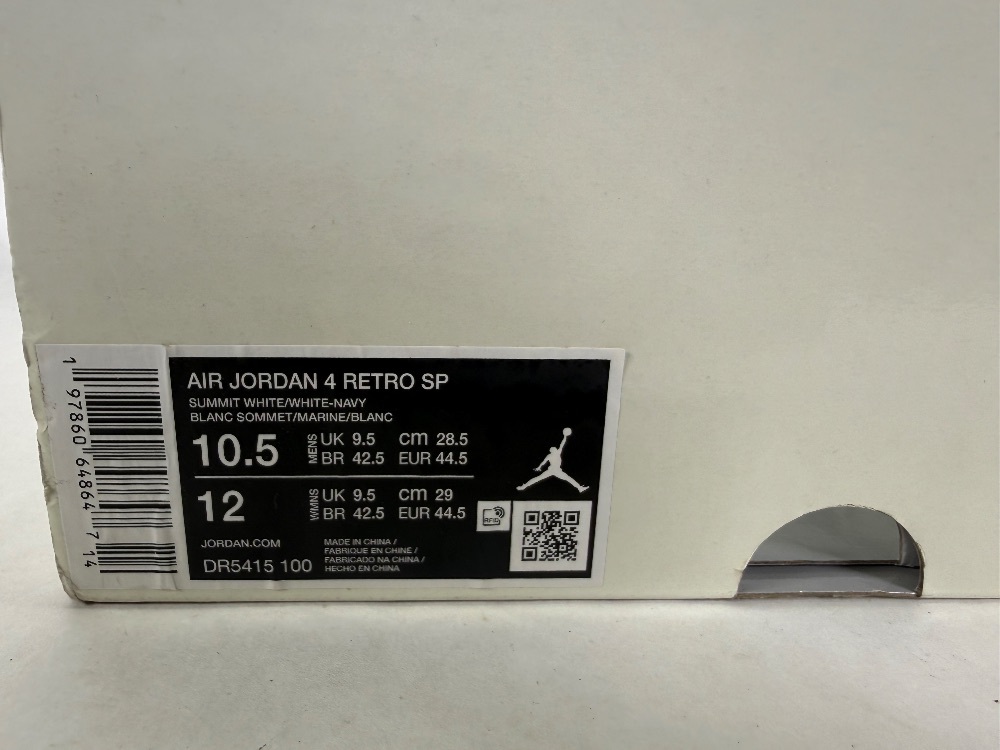 1 97860 64864 7 14
AIR JORDAN 4 RETRO SP
SUMMIT WHITE/WHITE-NAVY
BLANC SOMMET/MARINE/BLANC
10.5 MENS UK 9.5 cm 28.5
BR 42.5 EUR 44.5
12 WMNS UK 9.5 cm 29
BR 42.5 EUR 44.5
RFID
JORDAN.COM
DR5415 100
MADE IN CHINA /
FABRIQUE EN CHINE /
FABRICADO NA CHINA /
HECHO EN CHINA